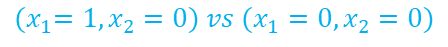 (x₁= 1, x₂ = 0) vs (x₁ = 0, x₂ = 0)